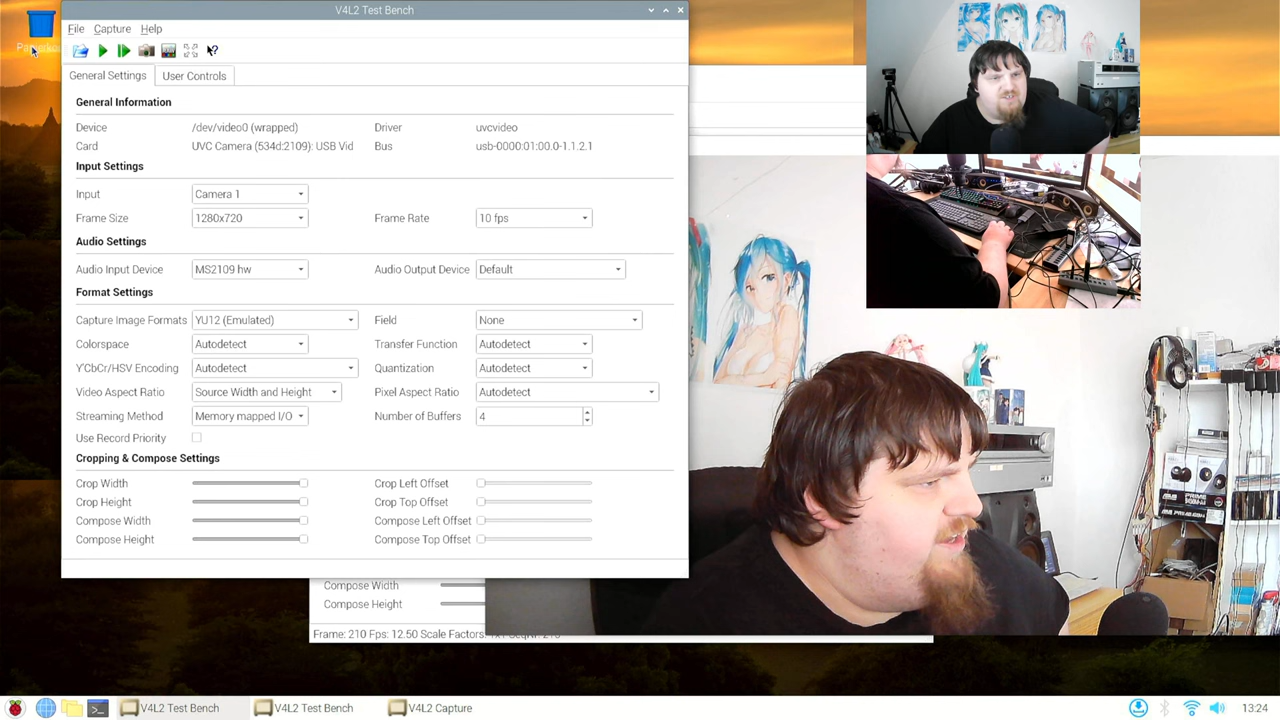 V4L2 Test Bench
File Capture Help
General Settings User Controls
General Information
Device /dev/video0 (wrapped) Driver uvcvideo
Card UVC Camera (534d:2109): USB Vid Bus usb-0000:01:00.0-1.1.2.1
Input Settings
Input Camera 1
Frame Size 1280x720 Frame Rate 10 fps
Audio Settings
Audio Input Device MS2109 hw Audio Output Device Default
Format Settings
Capture Image Formats YU12 (Emulated) Field None
Colorspace Autodetect Transfer Function Autodetect
Y'CbCr/HSV Encoding Autodetect Quantization Autodetect
Video Aspect Ratio Source Width and Height Pixel Aspect Ratio Autodetect
Streaming Method Memory mapped I/O Number of Buffers 4
Use Record Priority
Cropping & Compose Settings
Crop Width Crop Left Offset
Crop Height Crop Top Offset
Compose Width Compose Left Offset
Compose Height Compose Top Offset
Compose Width
Compose Height
Frame: 210 Fps: 12.50 Scale Factors:
V4L2 Test Bench V4L2 Test Bench V4L2 Capture 13:24